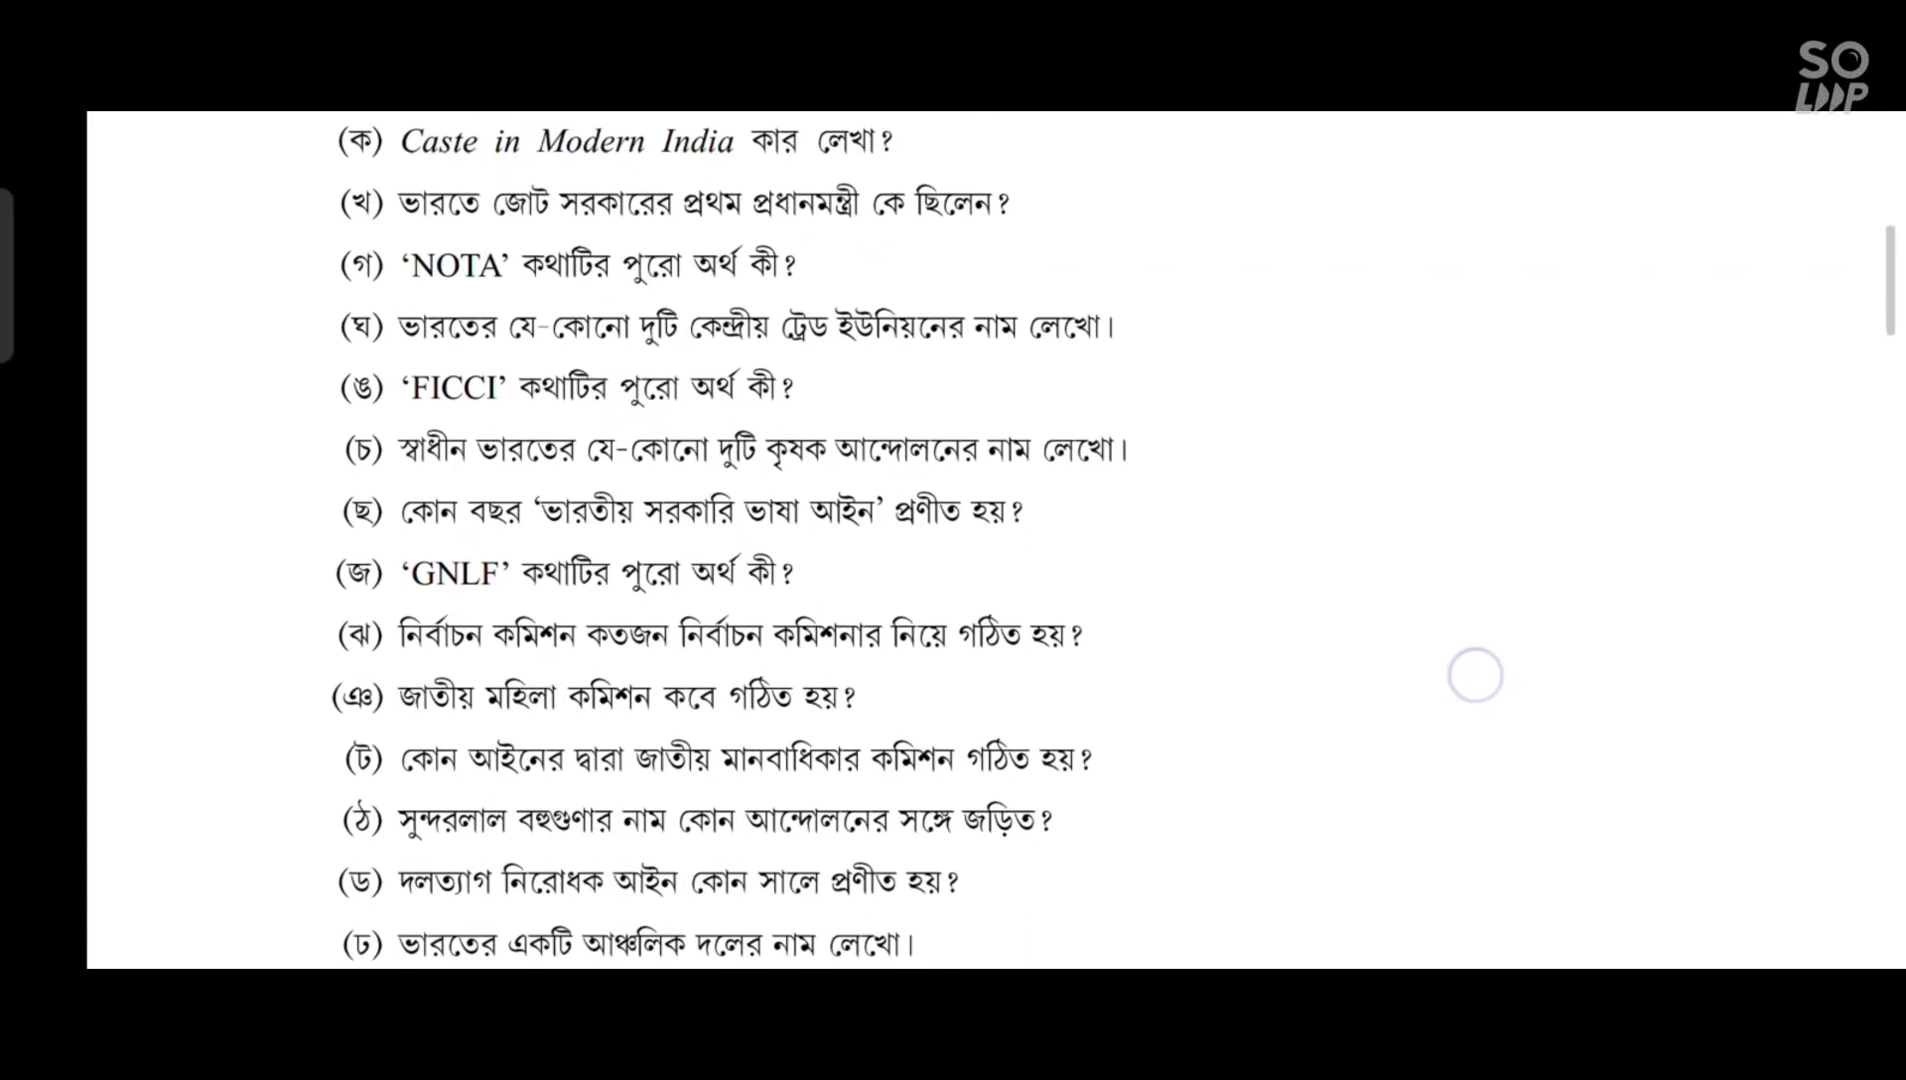 SO
LOOP
(ক) Caste in Modern India কার লেখা?
(খ) ভারতে জোট সরকারের প্রথম প্রধানমন্ত্রী কে ছিলেন?
(গ) ‘NOTA’ কথাটির পুরো অর্থ কী?
(ঘ) ভারতের যে-কোনো দুটি কেন্দ্রীয় ট্রেড ইউনিয়নের নাম লেখো।
(ঙ) ‘FICCI’ কথাটির পুরো অর্থ কী?
(চ) স্বাধীন ভারতের যে-কোনো দুটি কৃষক আন্দোলনের নাম লেখো।
(ছ) কোন বছর ‘ভারতীয় সরকারি ভাষা আইন’ প্রণীত হয়?
(জ) ‘GNLF’ কথাটির পুরো অর্থ কী?
(ঝ) নির্বাচন কমিশন কতজন নির্বাচন কমিশনার নিয়ে গঠিত হয়?
(ঞ) জাতীয় মহিলা কমিশন কবে গঠিত হয়?
(ট) কোন আইনের দ্বারা জাতীয় মানবাধিকার কমিশন গঠিত হয়?
(ঠ) সুন্দরলাল বহুগুণার নাম কোন আন্দোলনের সঙ্গে জড়িত?
(ড) দলত্যাগ নিরোধক আইন কোন সালে প্রণীত হয়?
(ঢ) ভারতের একটি আঞ্চলিক দলের নাম লেখো।